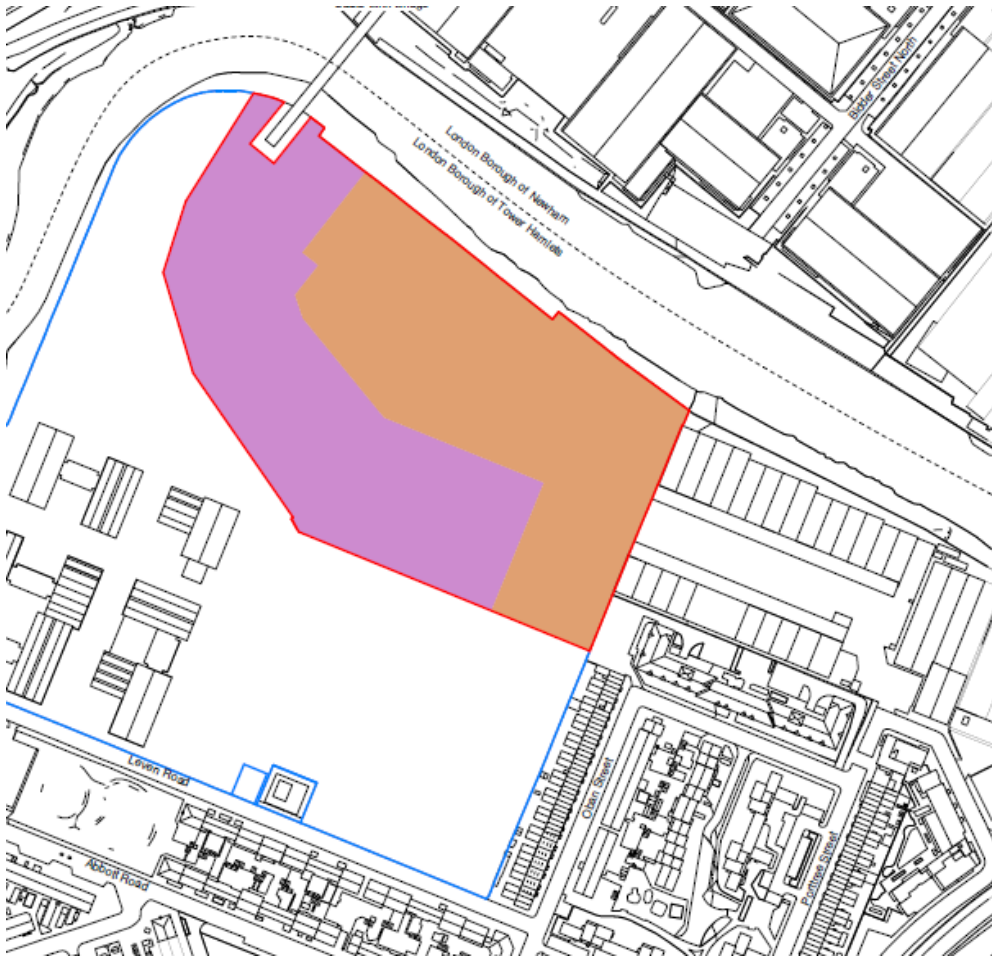 Bidder Street North
London Borough of Newham
London Borough of Tower Hamlets
Leven Road
Oban Street
Abbott Road
Portree Street